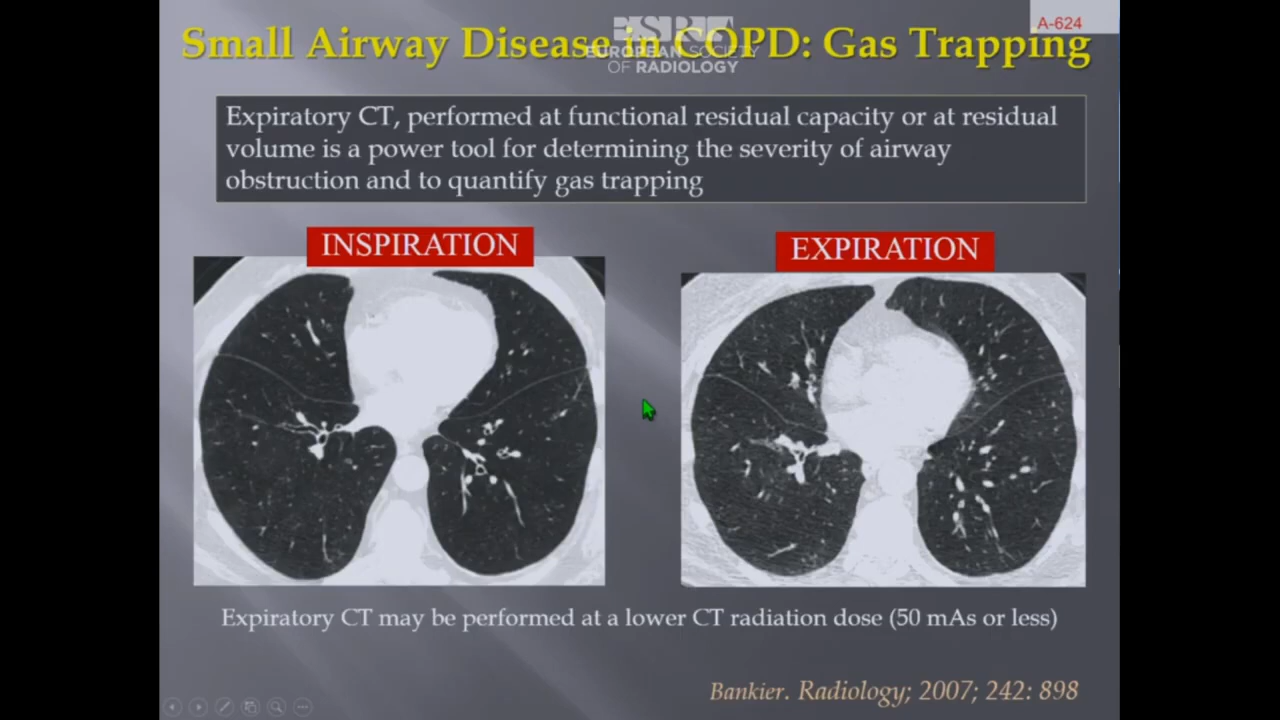 A-624
Small Airway Disease in COPD: Gas Trapping
EUROPEAN SOCIETY
OF RADIOLOGY
Expiratory CT, performed at functional residual capacity or at residual
volume is a power tool for determining the severity of airway
obstruction and to quantify gas trapping
INSPIRATION
EXPIRATION
Expiratory CT may be performed at a lower CT radiation dose (50 mAs or less)
Bankier. Radiology; 2007; 242: 898